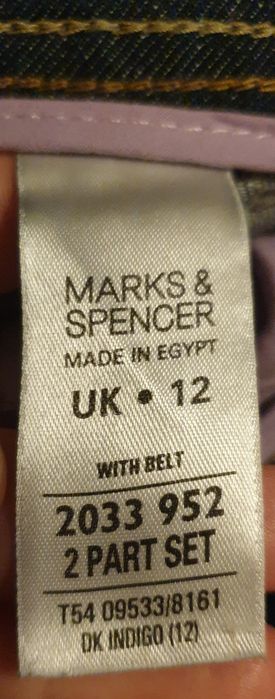 MARKS &
SPENCER
MADE IN EGYPT
UK • 12
WITH BELT
2033 952
2 PART SET
T54 09533/8161
DK INDIGO (12)